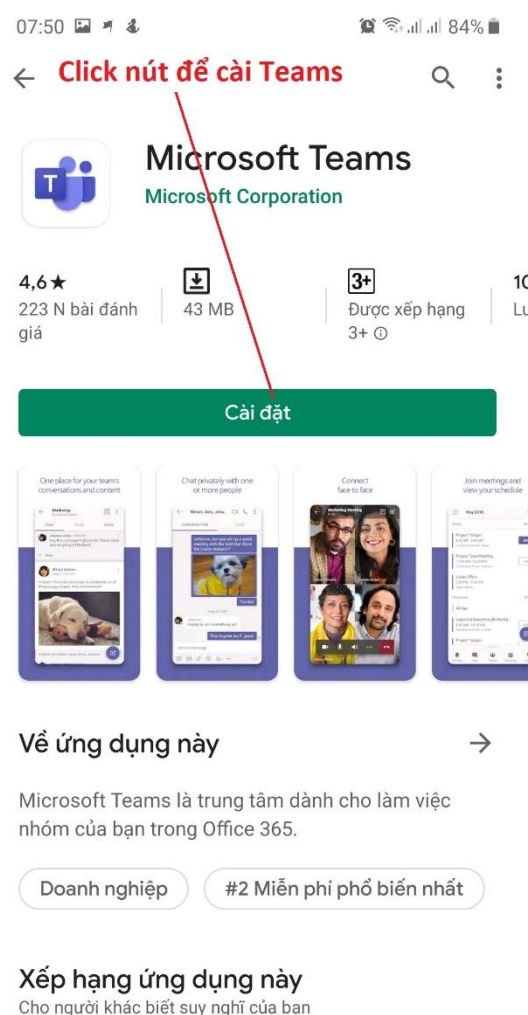 07:50
84%
Click nút để cài Teams
Microsoft Teams
Microsoft Corporation
T
4,6★
223 N bài đánh
giá
43 MB
3+
Được xếp hạng
3+
10
Lư
Cài đặt
One place for your team's
conversations and content
Chat privately with one
or more people
Connect
face to face
Join meetings and
view your schedule
Về ứng dụng này
Microsoft Teams là trung tâm dành cho làm việc
nhóm của bạn trong Office 365.
Doanh nghiệp
#2 Miễn phí phổ biến nhất
Xếp hạng ứng dụng này
Cho người khác biết suy nghĩ của bạn